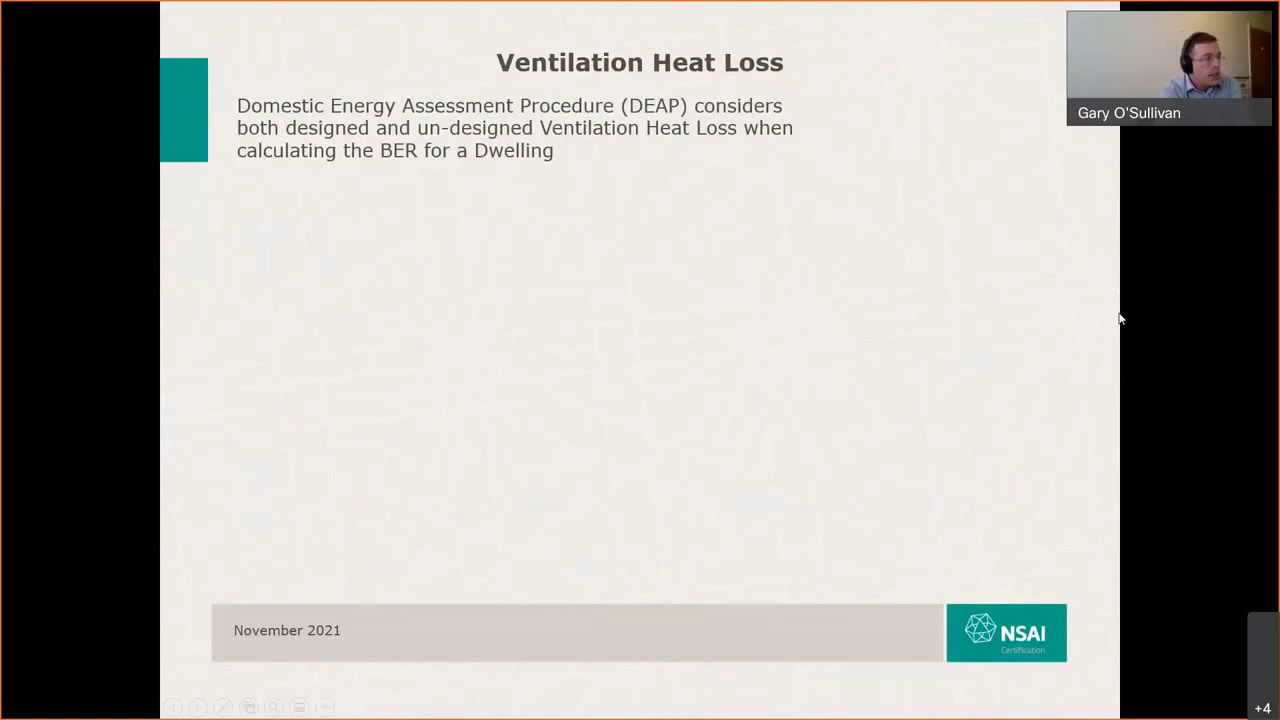 Ventilation Heat Loss
Domestic Energy Assessment Procedure (DEAP) considers
both designed and un-designed Ventilation Heat Loss when
calculating the BER for a Dwelling
Gary O'Sullivan
November 2021
NSAI
Certification
+4